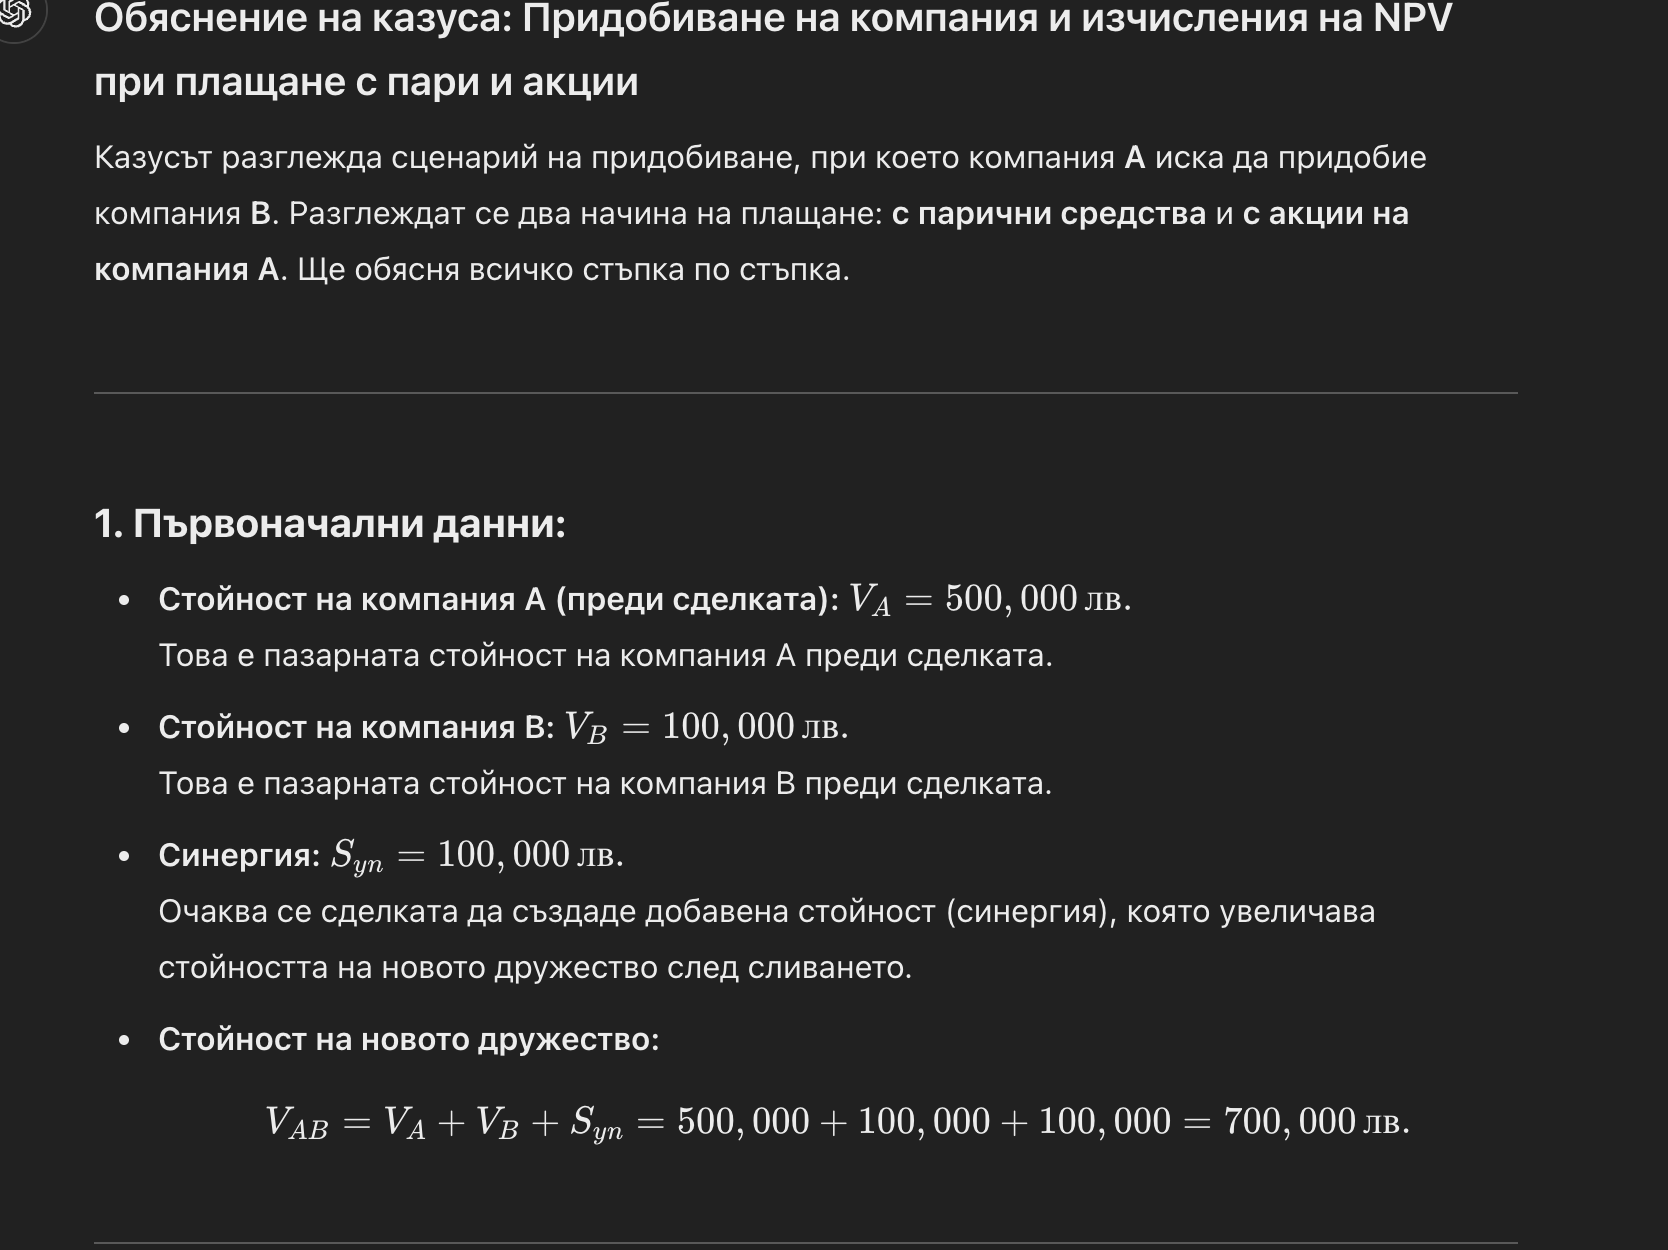 Обяснение на казуса: Придобиване на компания и изчисления на NPV
при плащане с пари и акции
Казусът разглежда сценарий на придобиване, при което компания А иска да придобие
компания B. Разглеждат се два начина на плащане: с парични средства и с акции на
компания А. Ще обясня всичко стъпка по стъпка.
1. Първоначални данни:
• Стойност на компания А (преди сделката): V_A = 500,000 лв.
Това е пазарната стойност на компания А преди сделката.
• Стойност на компания B: V_B = 100,000 лв.
Това е пазарната стойност на компания B преди сделката.
• Синергия: S_{yn} = 100,000 лв.
Очаква се сделката да създаде добавена стойност (синергия), която увеличава
стойността на новото дружество след сливането.
• Стойност на новото дружество:
V_{AB} = V_A + V_B + S_{yn} = 500,000 + 100,000 + 100,000 = 700,000 лв.